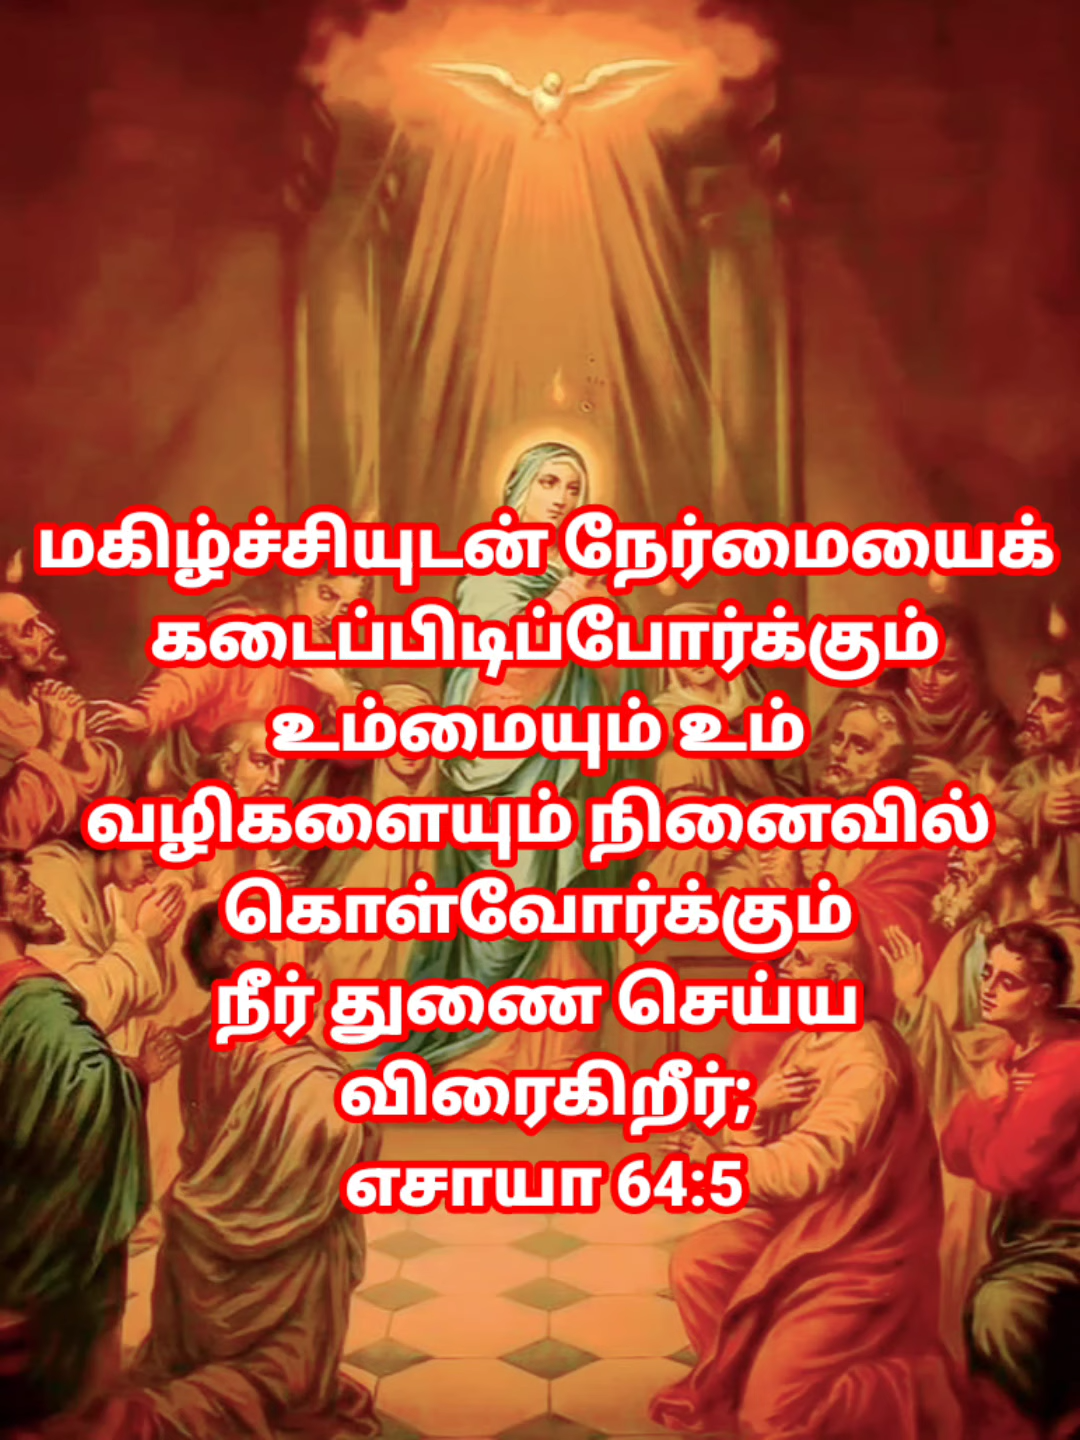 மகிழ்ச்சியுடன் நேர்மையைக்
கடைப்பிடிப்போர்க்கும்
உம்மையும் உம்
வழிகளையும் நினைவில்
கொள்வோர்க்கும்
நீர் துணை செய்ய
விரைகிறீர்;
எசாயா 64:5